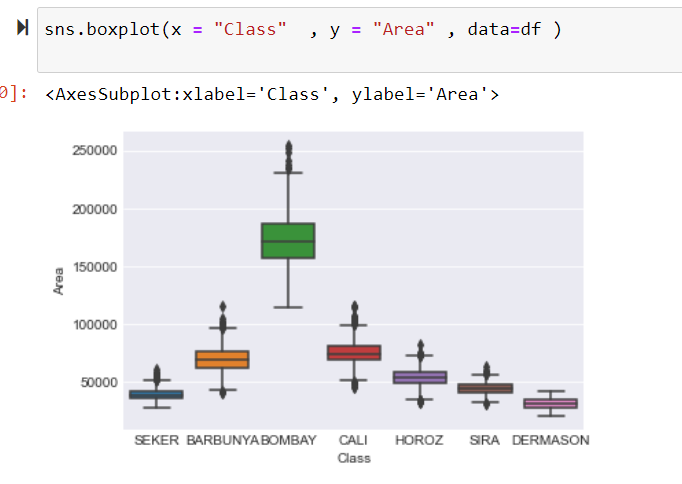 sns.boxplot(x = "Class"  , y = "Area" , data=df )
0]: <AxesSubplot:xlabel='Class', ylabel='Area'>
250000
200000
150000
100000
50000
Area
SEKER BARBUNYA BOMBAY CALI HOROZ SIRA DERMASON
Class